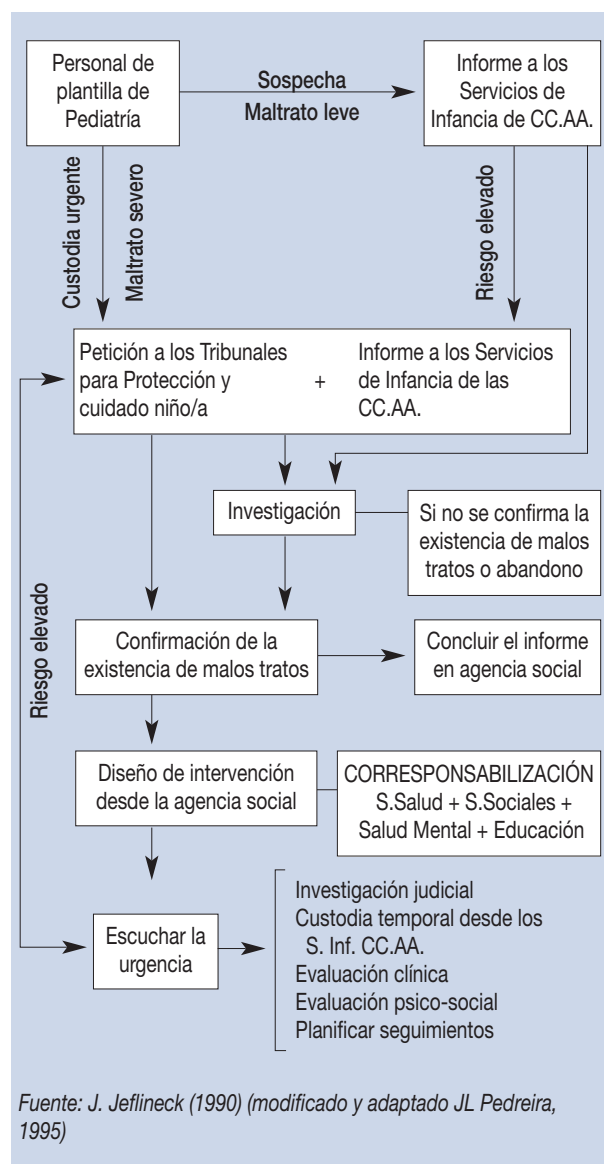 Personal de
plantilla de
Pediatría
Sospecha
Maltrato leve
Informe a los
Servicios de
Infancia de CC.AA.
Custodia urgente
Maltrato severo
Riesgo elevado
Petición a los Tribunales
para Protección y
cuidado niño/a
+
Informe a los Servicios
de Infancia de las
CC.AA.
Investigación
Si no se confirma la
existencia de malos
tratos o abandono
Riesgo elevado
Confirmación de la
existencia de malos tratos
Concluir el informe
en agencia social
Diseño de intervención
desde la agencia social
CORRESPONSABILIZACIÓN
S.Salud + S.Sociales +
Salud Mental + Educación
Escuchar la
urgencia
Investigación judicial
Custodia temporal desde los
S. Inf. CC.AA.
Evaluación clínica
Evaluación psico-social
Planificar seguimientos
Fuente: J. Jeflineck (1990) (modificado y adaptado JL Pedreira,
1995)